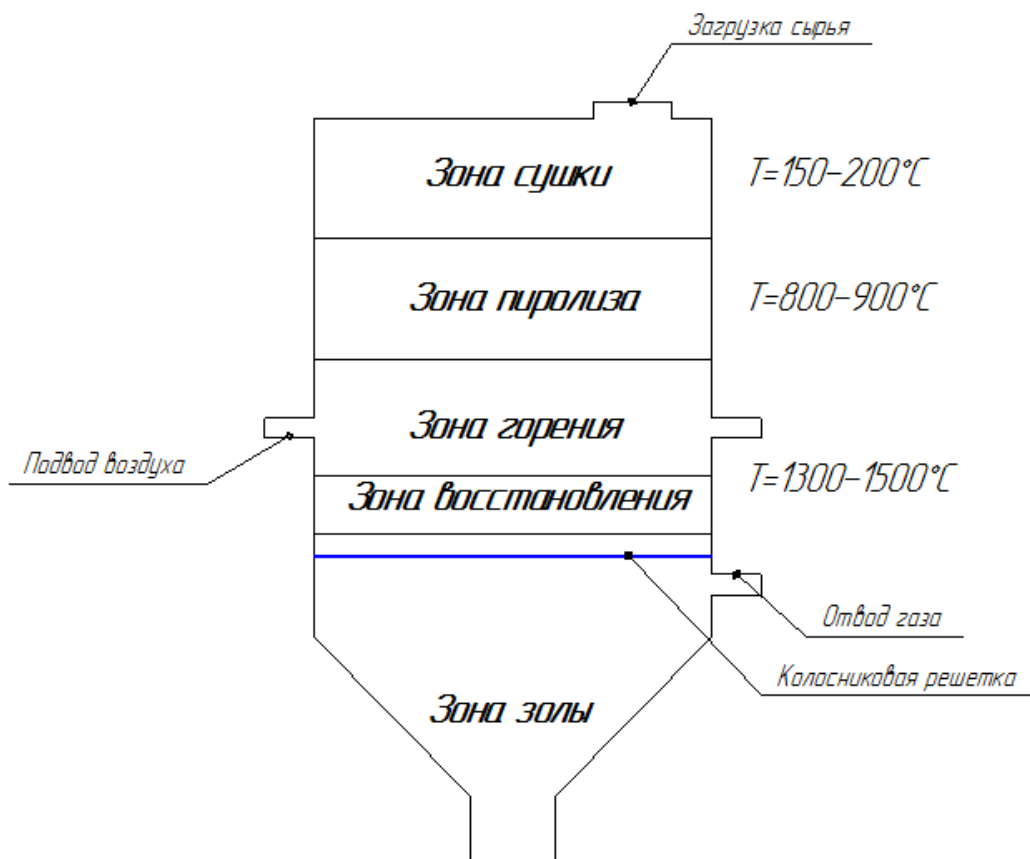 Загрузка сырья
Зона сушки
T=150-200°C
Зона пиролиза
T=800-900°C
Зона горения
Подвод воздуха
T=1300-1500°C
Зона восстановления
Отвод газа
Колосниковая решетка
Зона золы